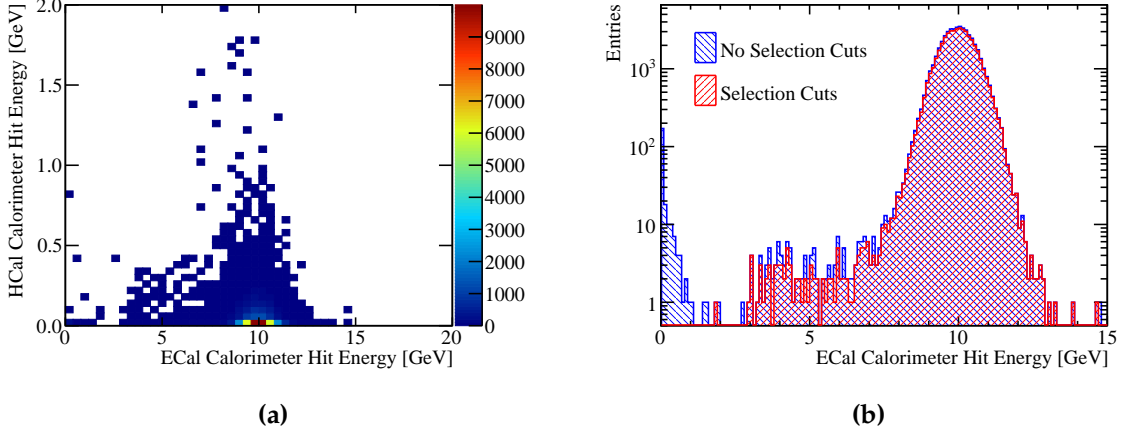 HCal Calorimeter Hit Energy [GeV]
2.0
1.5
1.0
0.5
0.0
0 5 10 15 20
ECal Calorimeter Hit Energy [GeV]
9000
8000
7000
6000
5000
4000
3000
2000
1000
0
(a)
Entries
10³
10²
10
1
No Selection Cuts
Selection Cuts
0 5 10 15
ECal Calorimeter Hit Energy [GeV]
(b)